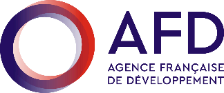 AFD
AGENCE FRANÇAISE
DE DÉVELOPPEMENT